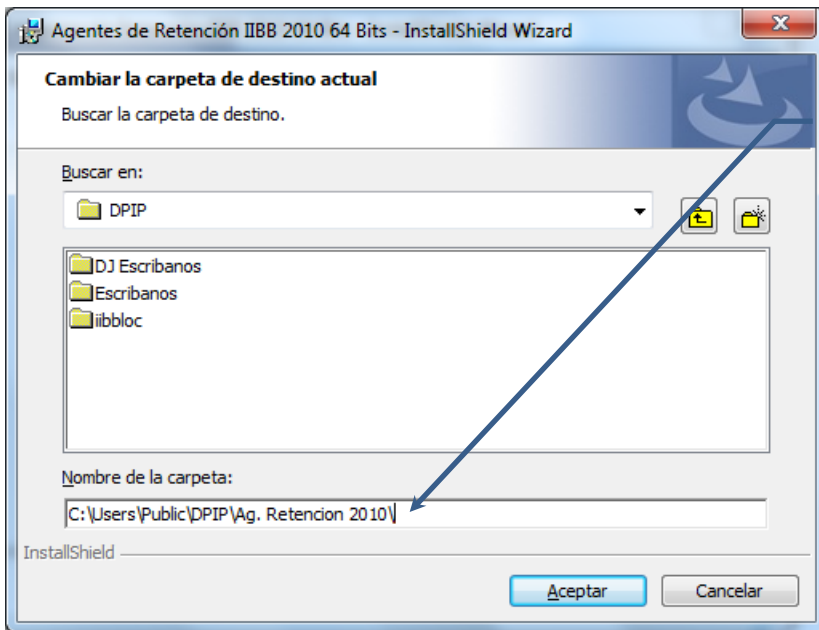 Agentes de Retención IIBB 2010 64 Bits - InstallShield Wizard
Cambiar la carpeta de destino actual
Buscar la carpeta de destino.
Buscar en:
DPIP
DJ Escribanos
Escribanos
iibbloc
Nombre de la carpeta:
C:\Users\Public\DPIP\Ag. Retencion 2010\
InstallShield
Aceptar Cancelar